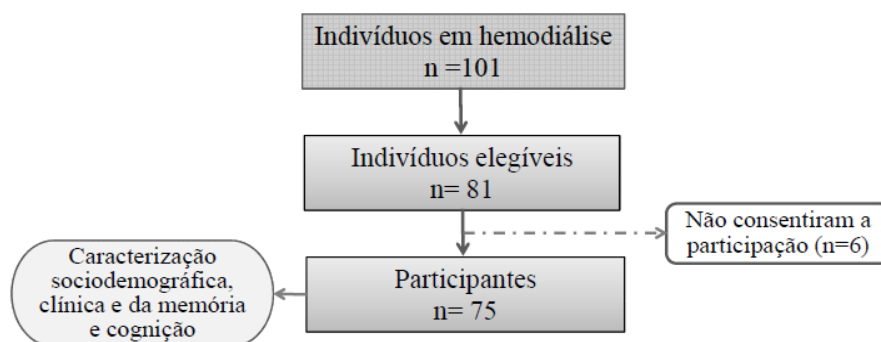 Indivíduos em hemodiálise
n =101
Indivíduos elegíveis
n= 81
Não consentiram a
participação (n=6)
Caracterização
sociodemográfica,
clínica e da memória
e cognição
Participantes
n= 75